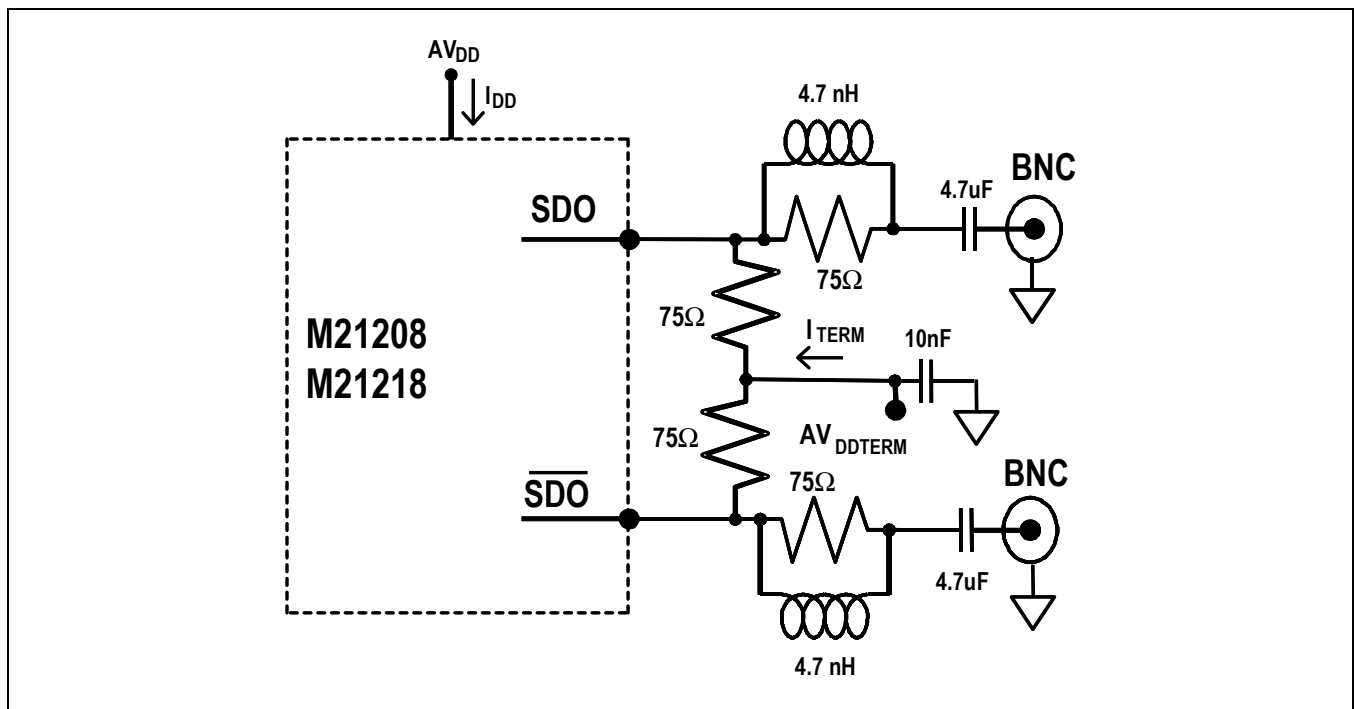 AVDD
IDD
4.7 nH
BNC
4.7uF
SDO
75Ω
75Ω
M21208
M21218
ITERM
10nF
75Ω
AVDDTERM
75Ω
SDO
BNC
4.7uF
4.7 nH